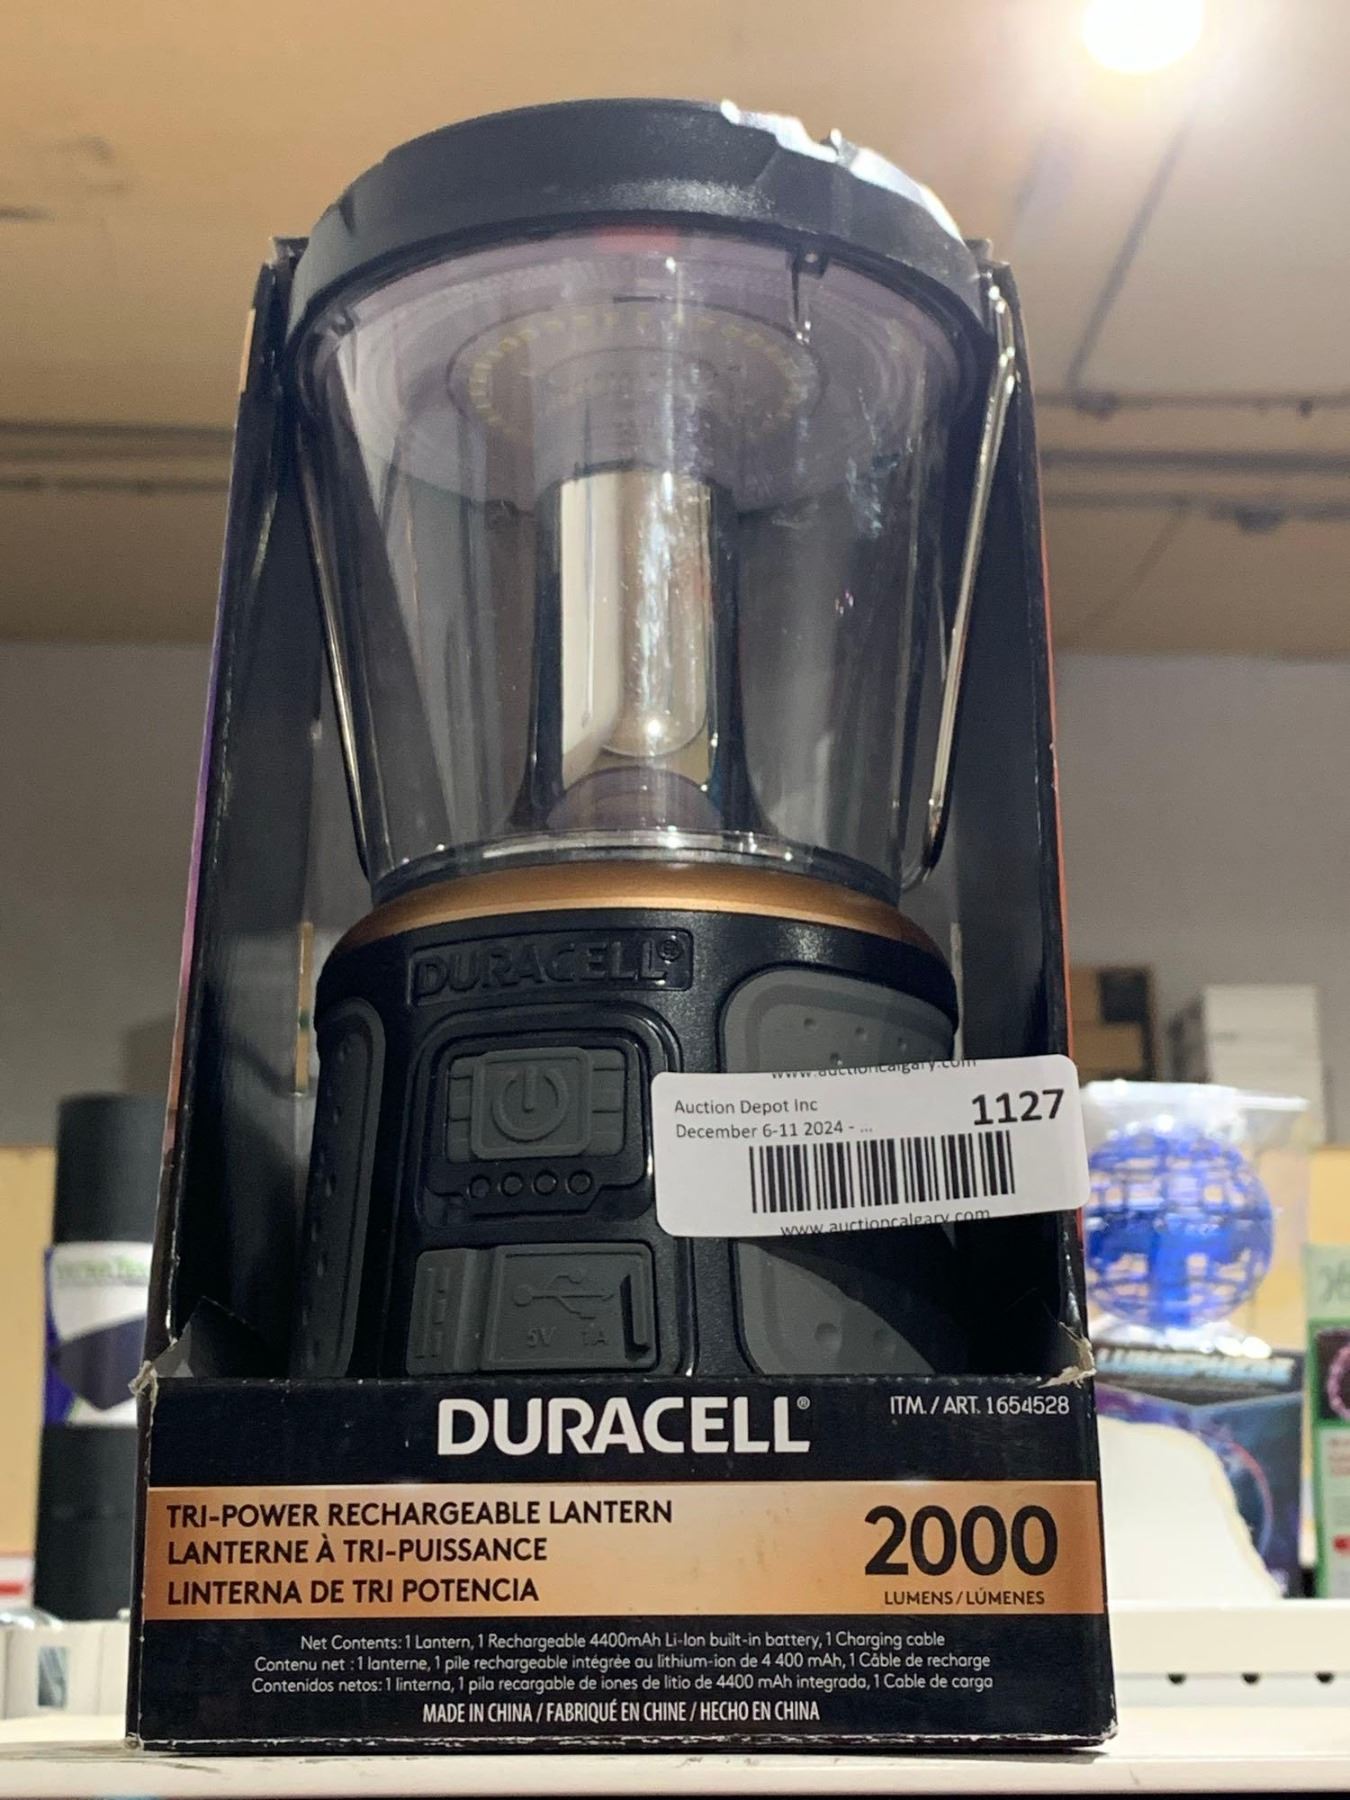 DURACELL®
www.auctioncalgary.com
Auction Depot Inc
1127
December 6-11 2024 - ...
www.auctioncalgary.com
5V 1A
DURACELL®
ITM. / ART. 1654528
TRI-POWER RECHARGEABLE LANTERN
LANTERNE À TRI-PUISSANCE
LINTERNA DE TRI POTENCIA
2000
LUMENS / LÚMENES
Net Contents: 1 Lantern, 1 Rechargeable 4400mAh Li-Ion built-in battery, 1 Charging cable
Contenu net : 1 lanterne, 1 pile rechargeable intégrée au lithium-ion de 4 400 mAh, 1 Câble de recharge
Contenidos netos: 1 linterna, 1 pila recargable de iones de litio de 4400 mAh integrada, 1 Cable de carga
MADE IN CHINA / FABRIQUÉ EN CHINE / HECHO EN CHINA